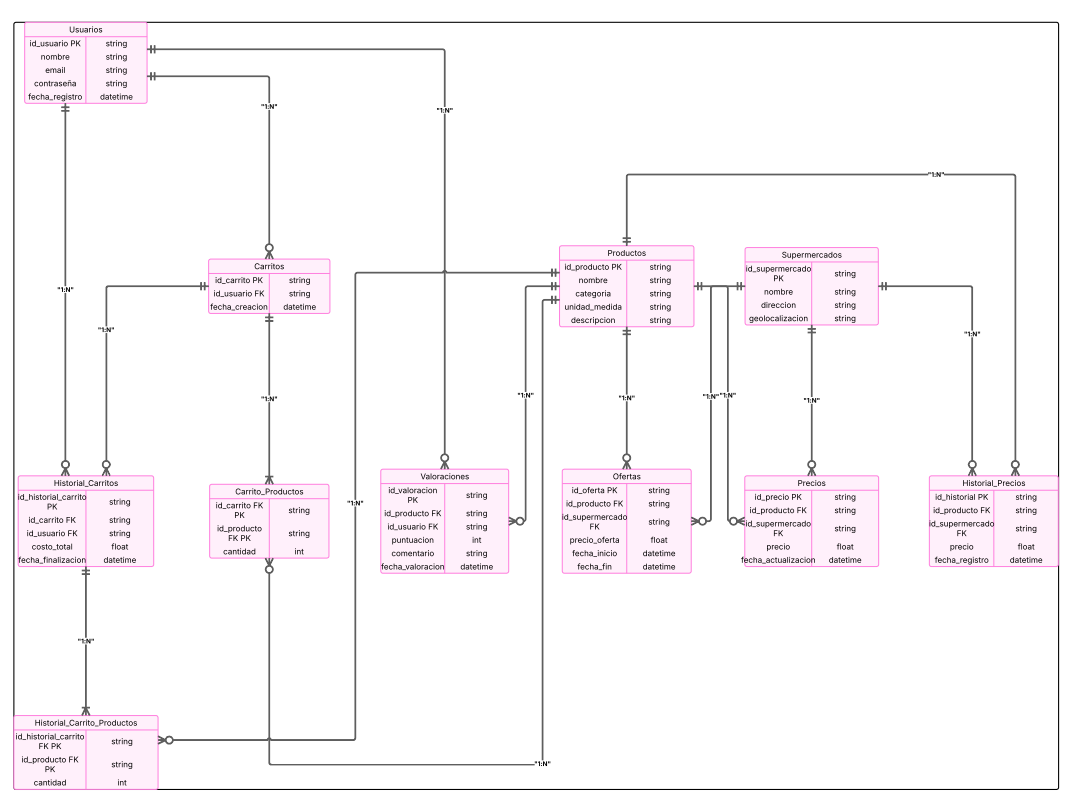 Usuarios
id_usuario PK string
nombre string
email string
contraseña string
fecha_registro datetime
"1:N"
"1:N"
"1:N"
Productos
id_producto PK string
nombre string
categoria string
unidad_medida string
descripcion string
Supermercados
id_supermercado
PK
string
nombre string
direccion string
geolocalizacion string
Carritos
id_carrito PK string
id_usuario FK string
fecha_creacion datetime
"1:N"
"1:N"
"1:N"
"1:N"
"1:N"
"1:N"
"1:N"
"1:N"
"1:N"
"1:N"
Historial_Carritos
id_historial_carrito
PK
string
id_carrito FK string
id_usuario FK string
costo_total float
fecha_finalizacion datetime
Carrito_Productos
id_carrito FK
PK
string
id_producto
FK PK
string
cantidad int
Valoraciones
id_valoracion
PK
string
id_producto FK string
id_usuario FK string
puntuacion int
comentario string
fecha_valoracion datetime
Ofertas
id_oferta PK string
id_producto FK string
id_supermercado
FK
string
precio_oferta float
fecha_inicio datetime
fecha_fin datetime
Precios
id_precio PK string
id_producto FK string
id_supermercado
FK
string
precio float
fecha_actualizacion datetime
Historial_Precios
id_historial PK string
id_producto FK string
id_supermercado
FK
string
precio float
fecha_registro datetime
"1:N"
"1:N"
Historial_Carrito_Productos
id_historial_carrito
FK PK
string
id_producto FK
PK
string
cantidad int
"1:N"